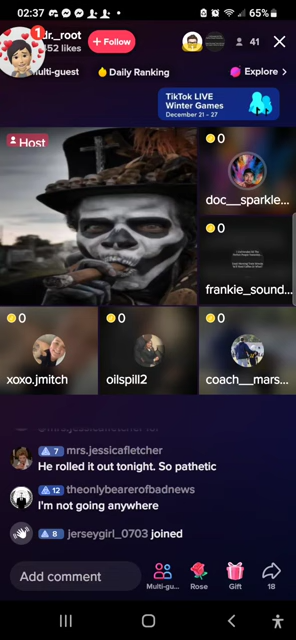 02:37
65%
1
dr._root
452 likes
+ Follow
41
Multi-guest
Daily Ranking
Explore >
TikTok LIVE
Winter Games
December 21 - 27
Host
0
doc__sparkle...
0
frankie_sound...
0
xoxo.jmitch
0
oilspill2
0
coach__mars...
7 mrs.jessicafletcher
He rolled it out tonight. So pathetic
12 theonlybearerofbadnews
I'm not going anywhere
8 jerseygirl_0703 joined
Add comment
Multi-gu...
Rose
Gift
18